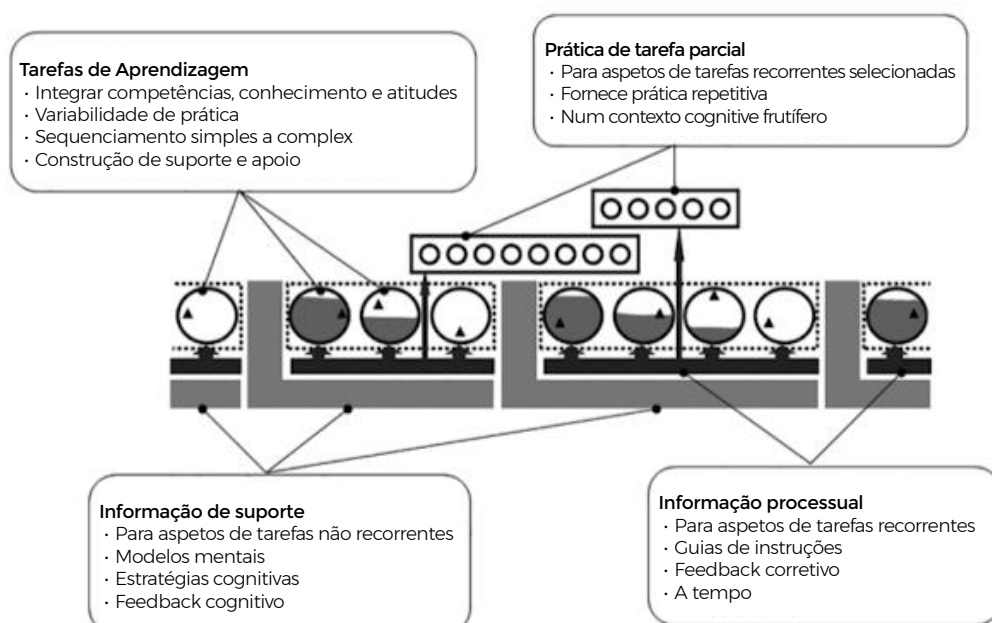 Tarefas de Aprendizagem
· Integrar competências, conhecimento e atitudes
· Variabilidade de prática
· Sequenciamento simples a complex
· Construção de suporte e apoio
Prática de tarefa parcial
· Para aspetos de tarefas recorrentes selecionadas
· Fornece prática repetitiva
· Num contexto cognitive frutífero
Informação de suporte
· Para aspetos de tarefas não recorrentes
· Modelos mentais
· Estratégias cognitivas
· Feedback cognitivo
Informação processual
· Para aspetos de tarefas recorrentes
· Guias de instruções
· Feedback corretivo
· A tempo